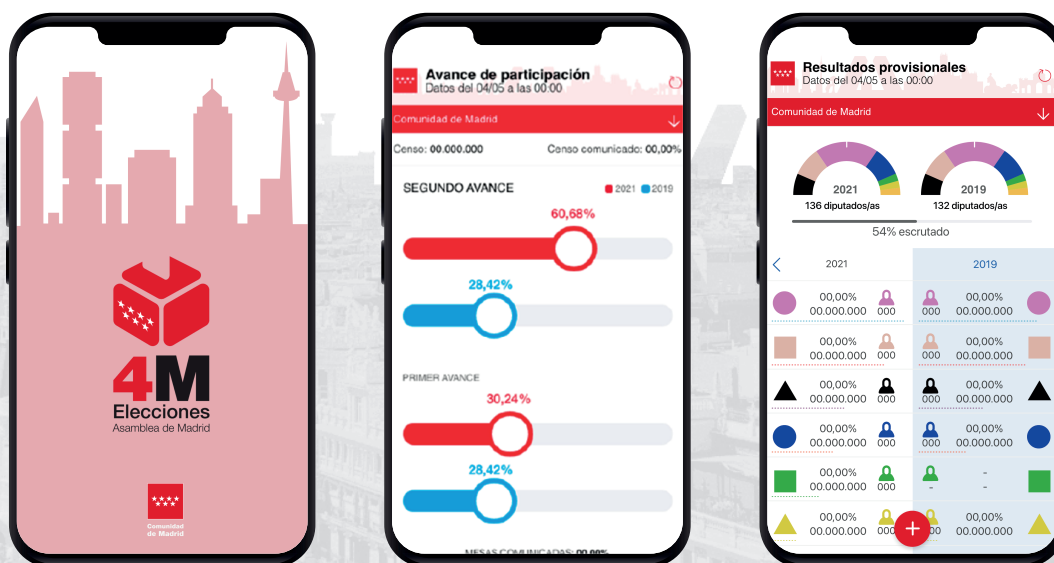 4M
Elecciones
Asamblea de Madrid
Comunidad
de Madrid
Avance de participación
Datos del 04/05 a las 00:00
Comunidad de Madrid
Censo: 00.000.000 Censo comunicado: 00,00%
SEGUNDO AVANCE 2021 2019
60,68%
28,42%
PRIMER AVANCE
30,24%
28,42%
MESAS COMUNICADAS: 00,00%
Resultados provisionales
Datos del 04/05 a las 00:00
Comunidad de Madrid
2021 2019
136 diputados/as 132 diputados/as
54% escrutado
2021 2019
00,00% 00,00%
00.000.000 000 000 00.000.000
00,00% 00,00%
00.000.000 000 000 00.000.000
00,00% 00,00%
00.000.000 000 000 00.000.000
00,00% 00,00%
00.000.000 000 000 00.000.000
00,00% -
00.000.000 000 - -
00,00% 00,00%
00.000.000 000 + 00 00.000.000